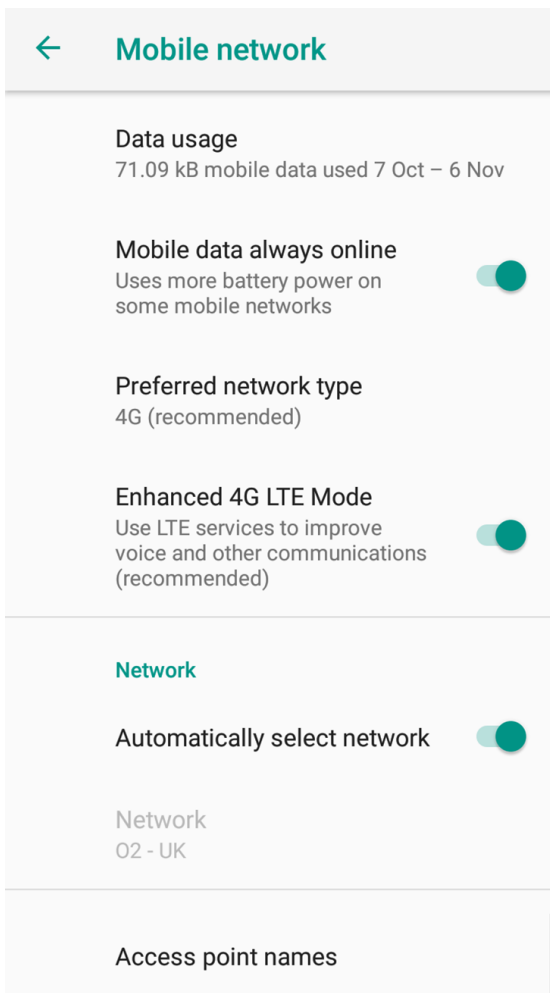 Mobile network
Data usage
71.09 kB mobile data used 7 Oct – 6 Nov
Mobile data always online
Uses more battery power on
some mobile networks
Preferred network type
4G (recommended)
Enhanced 4G LTE Mode
Use LTE services to improve
voice and other communications
(recommended)
Network
Automatically select network
Network
O2 - UK
Access point names